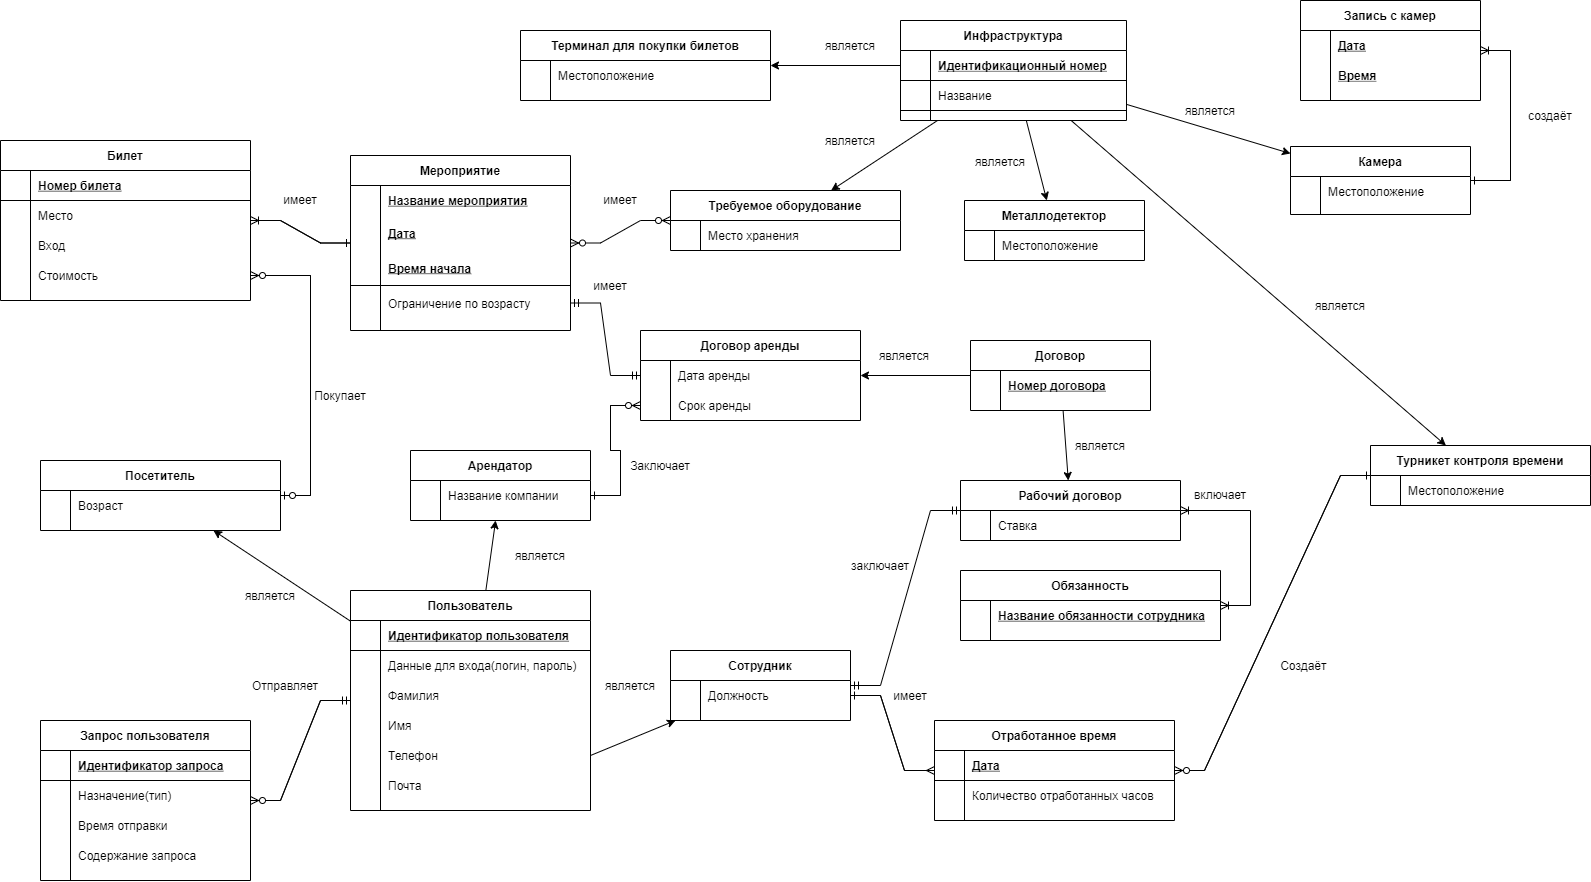 Запись с камер
Дата
Время
создаёт
Инфраструктура
Идентификационный номер
Название
Терминал для покупки билетов
Местоположение
является
является
Камера
Местоположение
является
является
Билет
Номер билета
Место
Вход
Стоимость
имеет
Мероприятие
Название мероприятия
Дата
Время начала
Ограничение по возрасту
имеет
Требуемое оборудование
Место хранения
Металлодетектор
Местоположение
является
имеет
Договор аренды
Дата аренды
Срок аренды
является
Договор
Номер договора
является
Покупает
Посетитель
Возраст
Арендатор
Название компании
Заключает
Рабочий договор
Ставка
включает
Турникет контроля времени
Местоположение
является
является
заключает
Обязанность
Название обязанности сотрудника
Пользователь
Идентификатор пользователя
Данные для входа(логин, пароль)
Фамилия
Имя
Телефон
Почта
является
Сотрудник
Должность
имеет
Создаёт
Отправляет
Запрос пользователя
Идентификатор запроса
Назначение(тип)
Время отправки
Содержание запроса
Отработанное время
Дата
Количество отработанных часов